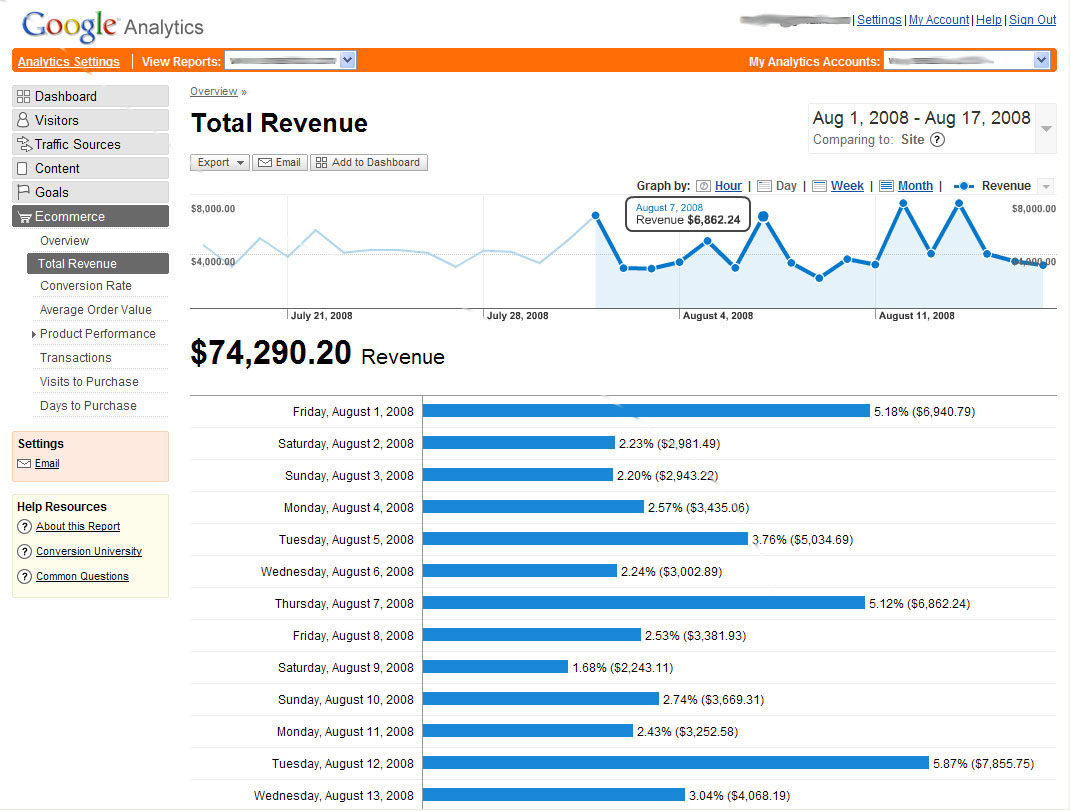 Google Analytics
Settings | My Account | Help | Sign Out
Analytics Settings | View Reports:
My Analytics Accounts:
Dashboard
Visitors
Traffic Sources
Content
Goals
Ecommerce
Overview
Total Revenue
Conversion Rate
Average Order Value
Product Performance
Transactions
Visits to Purchase
Days to Purchase
Settings
Email
Help Resources
? About this Report
? Conversion University
? Common Questions
Overview »
Total Revenue
Aug 1, 2008 - Aug 17, 2008
Comparing to: Site ?
Export Email Add to Dashboard
Graph by: Hour | Day | Week | Month | Revenue
August 7, 2008
Revenue $6,862.24
$8,000.00 $8,000.00
$4,000.00 $4,000.00
July 21, 2008 July 28, 2008 August 4, 2008 August 11, 2008
$74,290.20 Revenue
Friday, August 1, 2008 5.18% ($6,940.79)
Saturday, August 2, 2008 2.23% ($2,981.49)
Sunday, August 3, 2008 2.20% ($2,943.22)
Monday, August 4, 2008 2.57% ($3,435.06)
Tuesday, August 5, 2008 3.76% ($5,034.69)
Wednesday, August 6, 2008 2.24% ($3,002.89)
Thursday, August 7, 2008 5.12% ($6,862.24)
Friday, August 8, 2008 2.53% ($3,381.93)
Saturday, August 9, 2008 1.68% ($2,243.11)
Sunday, August 10, 2008 2.74% ($3,669.31)
Monday, August 11, 2008 2.43% ($3,252.58)
Tuesday, August 12, 2008 5.87% ($7,855.75)
Wednesday, August 13, 2008 3.04% ($4,068.19)